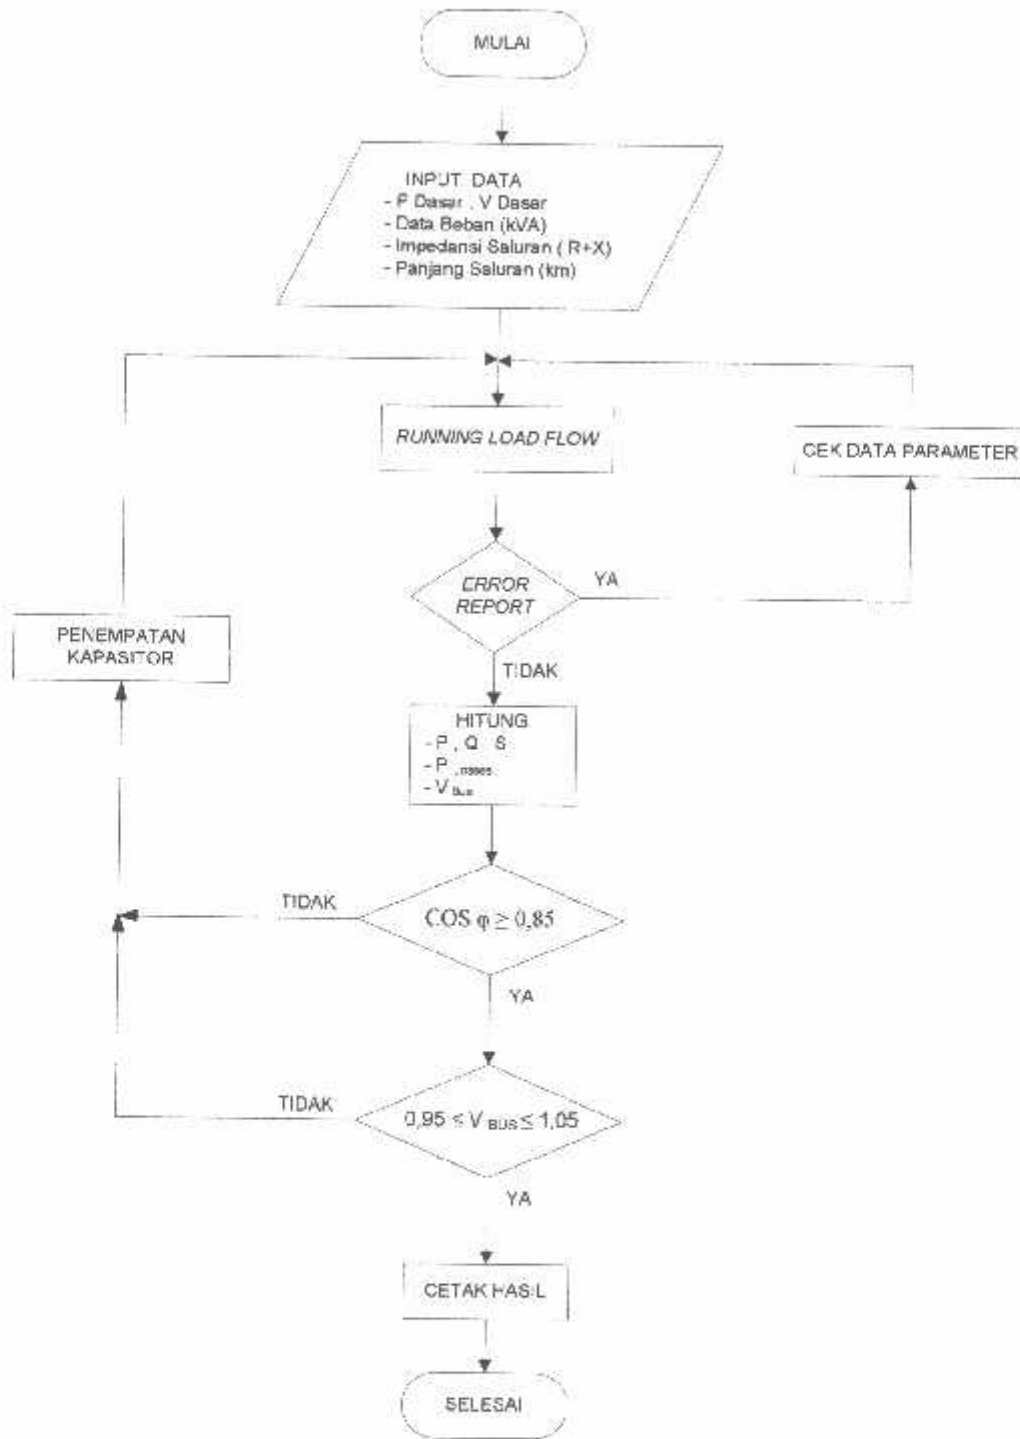 MULAI
INPUT DATA
- P Dasar , V Dasar
- Data Beban (kVA)
- Impedansi Saluran ( R+X)
- Panjang Saluran (km)
RUNNING LOAD FLOW
CEK DATA PARAMETER
ERROR
REPORT
YA
TIDAK
PENEMPATAN
KAPASITOR
HITUNG
- P , Q S
- P losses
- V Bus
TIDAK
COS φ ≥ 0,85
YA
TIDAK
0,95 ≤ V BUS ≤ 1,05
YA
CETAK HASIL
SELESAI